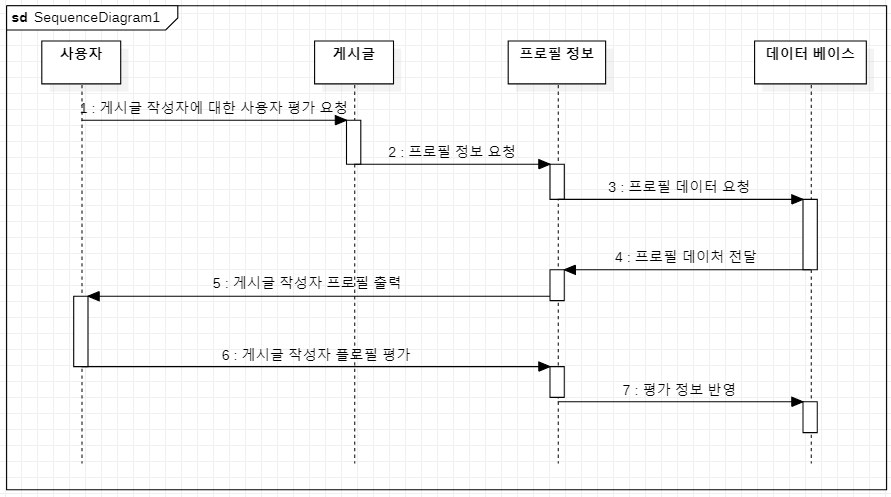 sd SequenceDiagram1
사용자
게시글
프로필 정보
데이터 베이스
1 : 게시글 작성자에 대한 사용자 평가 요청
2 : 프로필 정보 요청
3 : 프로필 데이터 요청
4 : 프로필 데이처 전달
5 : 게시글 작성자 프로필 출력
6 : 게시글 작성자 플로필 평가
7 : 평가 정보 반영